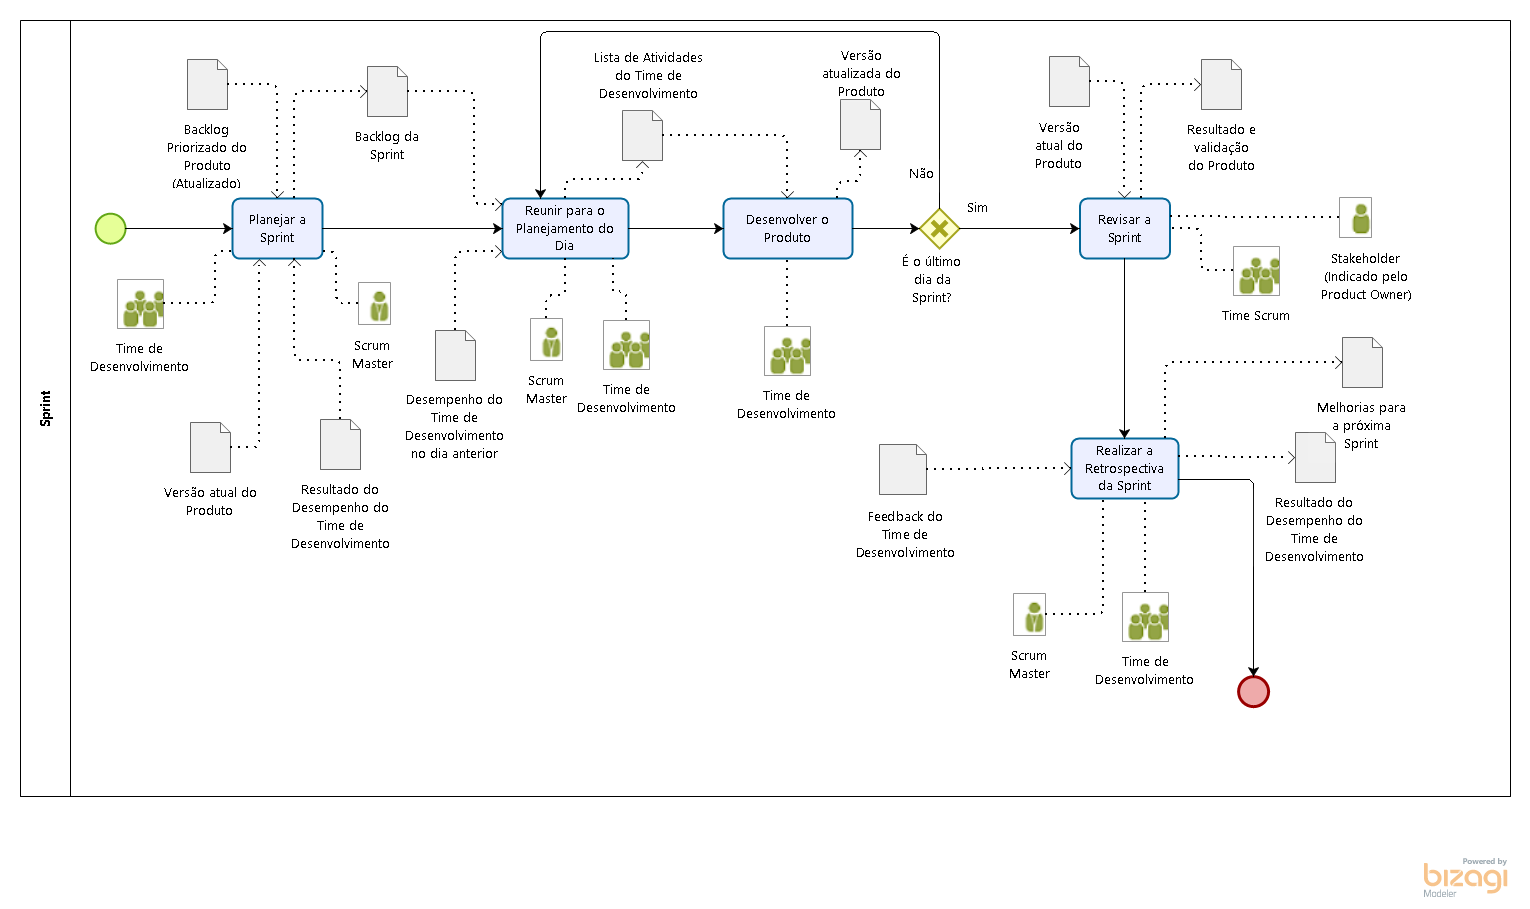 Sprint
Backlog
Priorizado do
Produto
(Atualizado)
Backlog da
Sprint
Planejar a
Sprint
Time de
Desenvolvimento
Scrum
Master
Versão atual do
Produto
Resultado do
Desempenho do
Time de
Desenvolvimento
Lista de Atividades
do Time de
Desenvolvimento
Reunir para o
Planejamento do
Dia
Desempenho do
Time de
Desenvolvimento
no dia anterior
Scrum
Master
Time de
Desenvolvimento
Versão
atualizada do
Produto
Desenvolver o
Produto
Time de
Desenvolvimento
Não
Sim
É o último
dia da
Sprint?
Versão
atual do
Produto
Resultado e
validação
do Produto
Revisar a
Sprint
Stakeholder
(Indicado pelo
Product Owner)
Time Scrum
Melhorias para
a próxima
Sprint
Realizar a
Retrospectiva
da Sprint
Feedback do
Time de
Desenvolvimento
Resultado do
Desempenho do
Time de
Desenvolvimento
Scrum
Master
Time de
Desenvolvimento
Powered by
bizagi
Modeler